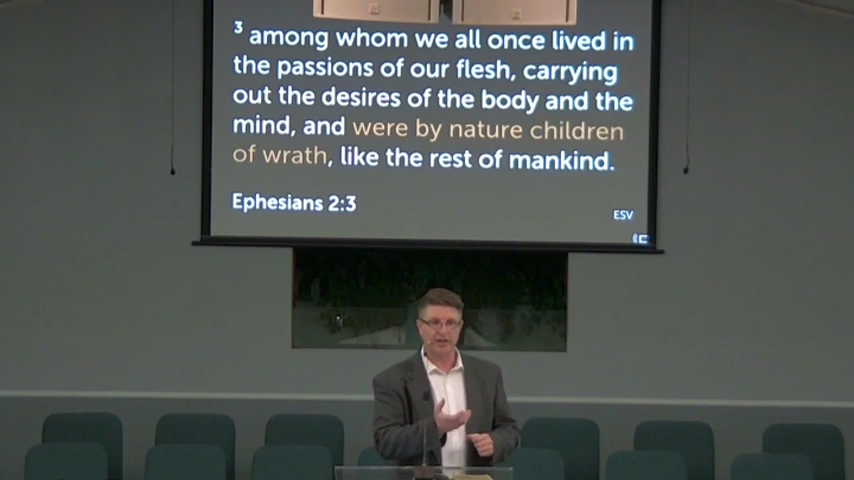 3 among whom we all once lived in
the passions of our flesh, carrying
out the desires of the body and the
mind, and were by nature children
of wrath, like the rest of mankind.
Ephesians 2:3
ESV